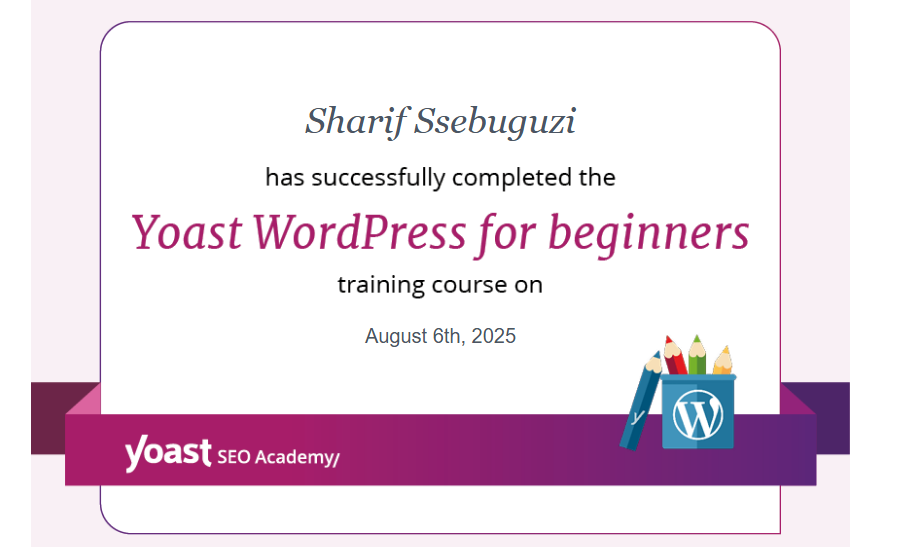 Sharif Ssebuguzi
has successfully completed the
Yoast WordPress for beginners
training course on
August 6th, 2025
y
W
yoast SEO Academy/